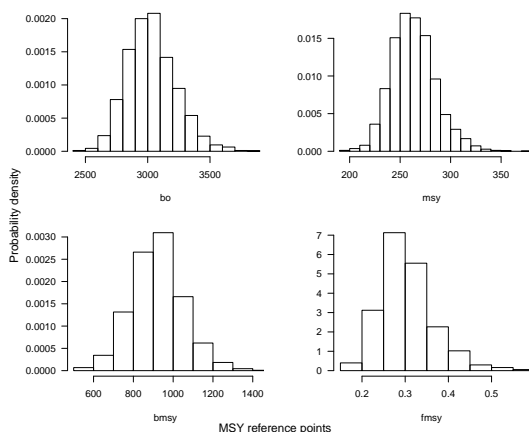 0.0020
0.0015
0.0010
0.0005
0.0000
2500 3000 3500
bo
0.015
0.010
0.005
0.000
200 250 300 350
msy
Probability density
0.0030
0.0025
0.0020
0.0015
0.0010
0.0005
0.0000
600 800 1000 1200 1400
bmsy
7
6
5
4
3
2
1
0
0.2 0.3 0.4 0.5
fmsy
MSY reference points